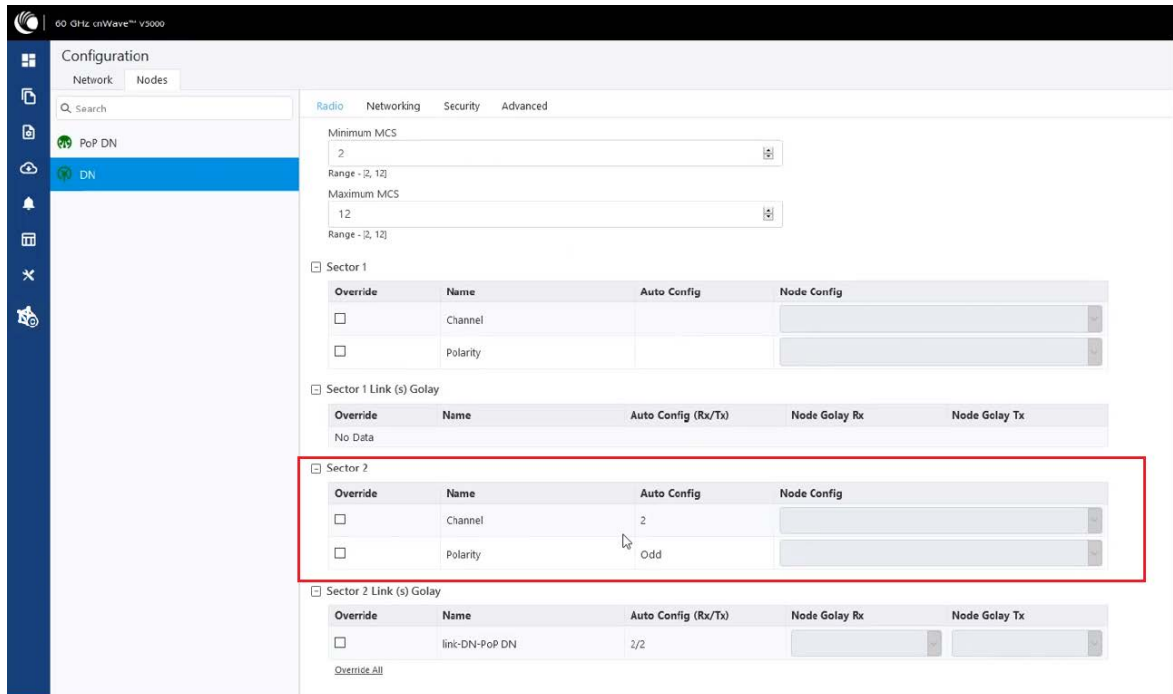 60 GHz cnWave™ V5000
Configuration
Network Nodes
Search
PoP DN
DN
Radio Networking Security Advanced
Minimum MCS
2
Range - [2, 12]
Maximum MCS
12
Range - [2, 12]
Sector 1
Override Name Auto Config Node Config
Channel
Polarity
Sector 1 Link (s) Golay
Override Name Auto Config (Rx/Tx) Node Golay Rx Node Golay Tx
No Data
Sector 2
Override Name Auto Config Node Config
Channel 2
Polarity Odd
Sector 2 Link (s) Golay
Override Name Auto Config (Rx/Tx) Node Golay Rx Node Golay Tx
link-DN-PoP DN 2/2
Override All